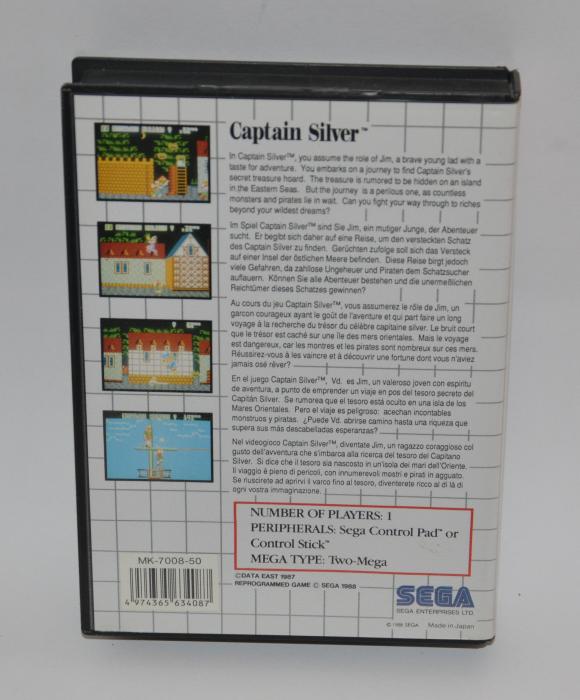 Captain Silver™
In Captain Silver™, you assume the role of Jim, a brave young lad with a
taste for adventure. You embarks on a journey to find Captain Silver's
secret treasure hoard. The treasure is rumored to be hidden on an island
in the Eastern Seas. But the journey is a perilous one, as countless
monsters and pirates lie in wait. Can you fight your way through to riches
beyond your wildest dreams?
Im Spiel Captain Silver™ sind Sie Jim, ein mutiger Junge, der Abenteuer
sucht. Er begibt sich daher auf eine Reise, um den versteckten Schatz
des Captain Silver zu finden. Gerüchten zufolge soll sich das Versteck
auf einer Insel der östlichen Meere befinden. Diese Reise birgt jedoch
viele Gefahren, da zahllose Ungeheuer und Piraten dem Schatzsucher
auflauern. Können Sie alle Abenteuer bestehen und die unermeßlichen
Reichtümer dieses Schatzes gewinnen?
Au cours du jeu Captain Silver™, vous assumerez le rôle de Jim, un
garcon courageux ayant le goût de l'aventure et qui part faire un long
voyage à la recherche du trésor du célèbre capitaine silver. Le bruit court
que le trésor est caché sur une île des mers orientales. Mais le voyage
est dangereux, car les montres et les pirates sont nombreux sur ces mers.
Réussirez-vous à les vaincre et à découvrir une fortune dont vous n'aviez
jamais osé rêver?
En el juego Captain Silver™, Vd. es Jim, un valeroso joven con espiritu
de aventura, a punto de emprender un viaje en pos del tesoro secreto del
Capitán Silver. Se rumorea que el tesoro está oculto en una isla de los
Mares Orientales. Pero el viaje es peligroso: acechan incontables
monstruos y piratas. ¿Puede Vd. abrirse camino hasta una riqueza que
supera sus más descabelladas esperanzas?
Nel videogioco Captain Silver™, diventate Jim, un ragazzo coraggioso col
gusto dell'avventura che s'imbarca alla ricerca del tesoro del Capitano
Silver. Si dice che il tesoro sia nascosto in un'isola dei mari dell'Oriente.
Il viaggio è pieno di pericoli, con innumerevoli mostri e pirati in agguato.
Se riuscirete ad aprirvi il varco fino al tesoro, diventerete ricco al di là di
ogni vostra immaginazione.
NUMBER OF PLAYERS: 1
PERIPHERALS: Sega Control Pad™ or
Control Stick™
MEGA TYPE: Two-Mega
©DATA EAST 1987
REPROGRAMMED GAME © SEGA 1988
MK-7008-50
4 974365 634087
SEGA
SEGA ENTERPRISES LTD.
© 1988 SEGA Made in Japan